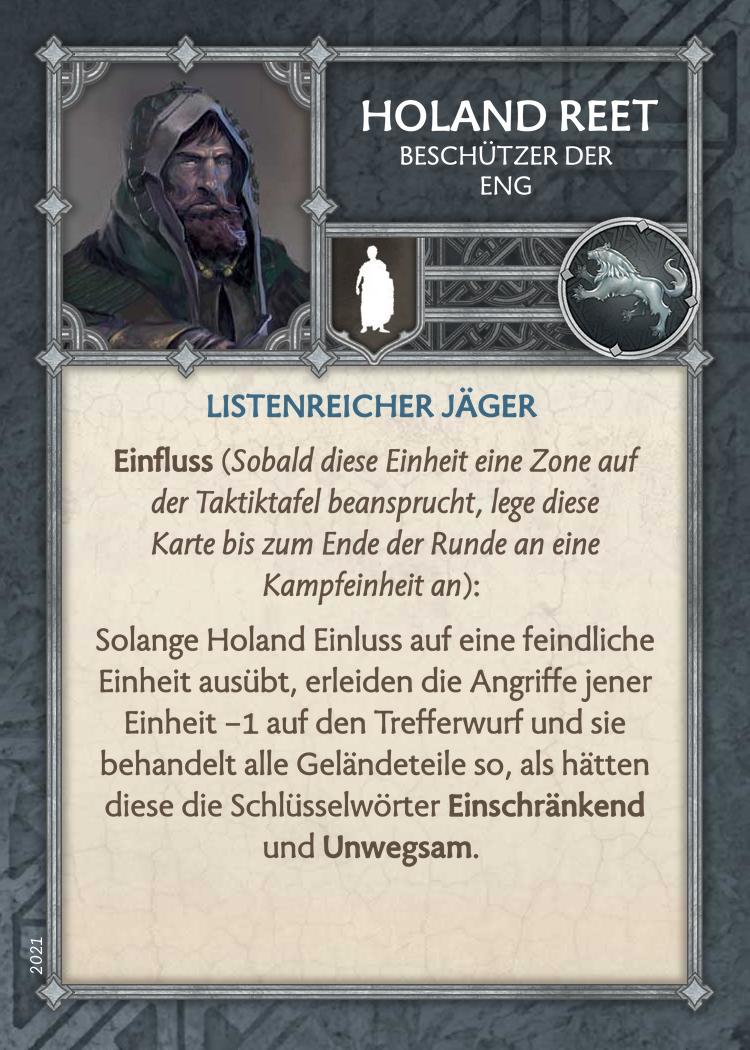 HOLAND REET
BESCHÜTZER DER
ENG
LISTENREICHER JÄGER
Einfluss (Sobald diese Einheit eine Zone auf
der Taktiktafel beansprucht, lege diese
Karte bis zum Ende der Runde an eine
Kampfeinheit an):
Solange Holand Einluss auf eine feindliche
Einheit ausübt, erleiden die Angriffe jener
Einheit −1 auf den Trefferwurf und sie
behandelt alle Geländeteile so, als hätten
diese die Schlüsselwörter Einschränkend
und Unwegsam.
2021